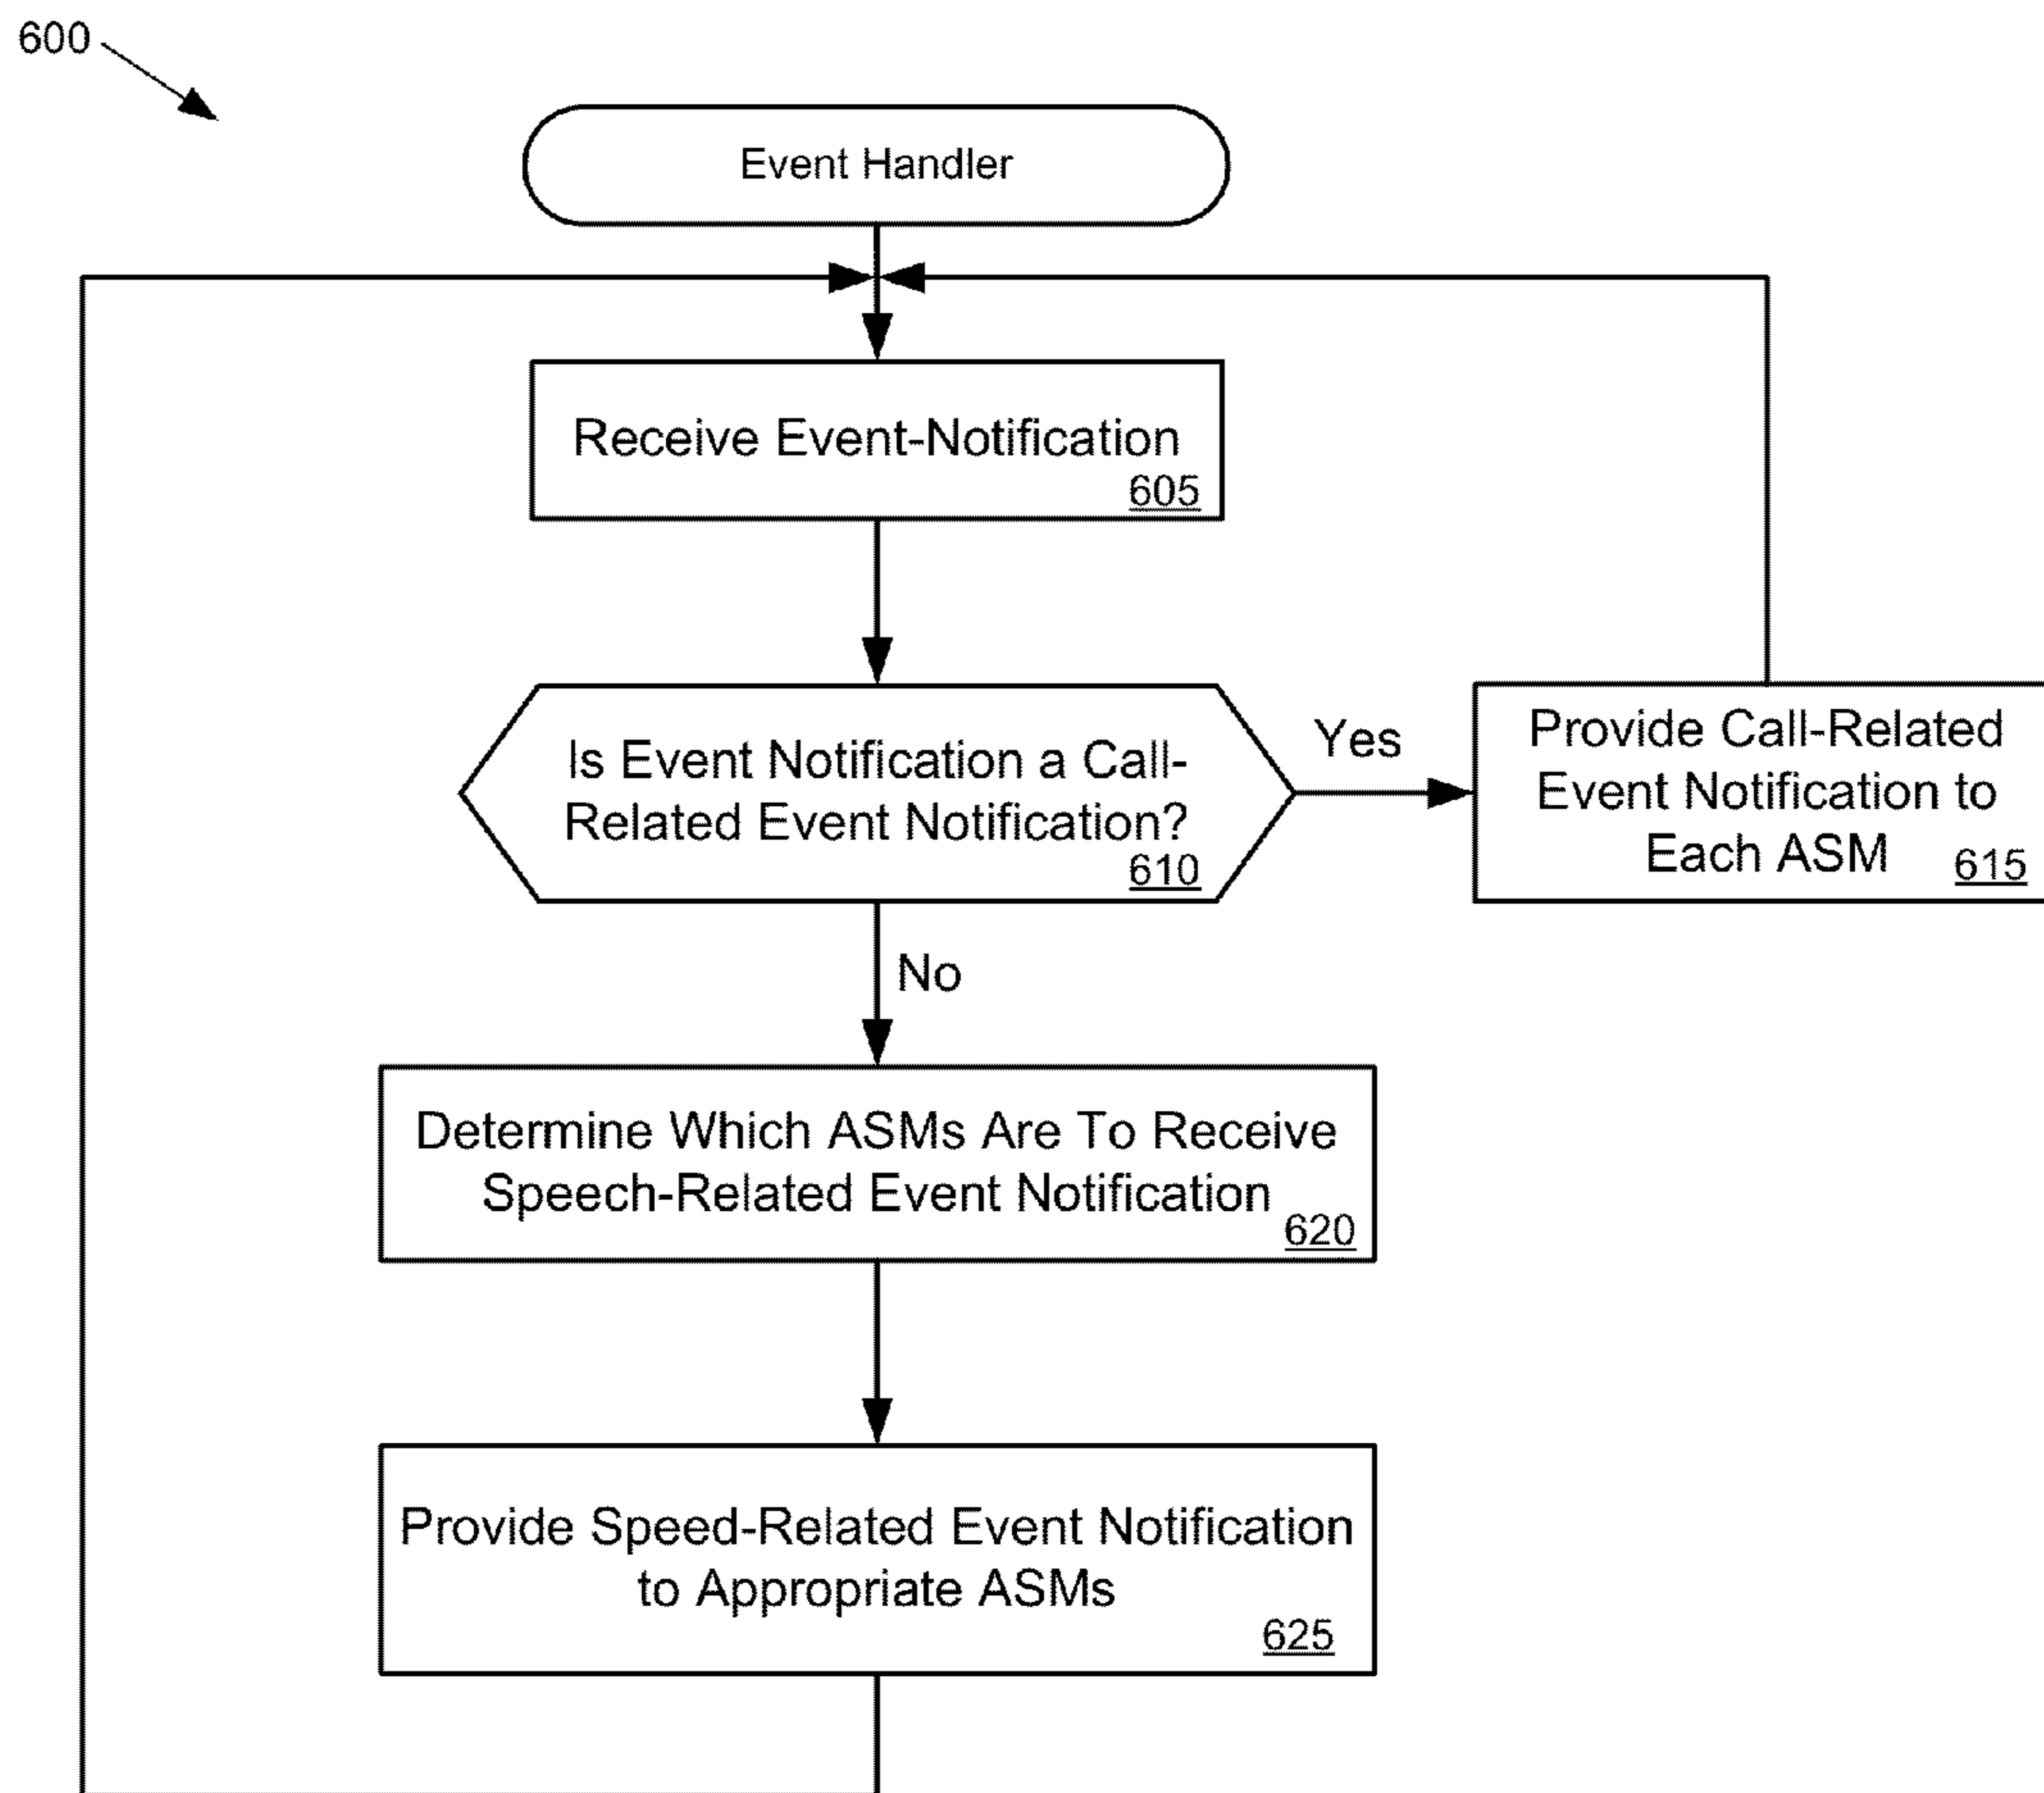 600
Event Handler
Receive Event-Notification
605
Is Event Notification a Call-
Related Event Notification?
610
Yes
Provide Call-Related
Event Notification to
Each ASM
615
No
Determine Which ASMs Are To Receive
Speech-Related Event Notification
620
Provide Speed-Related Event Notification
to Appropriate ASMs
625